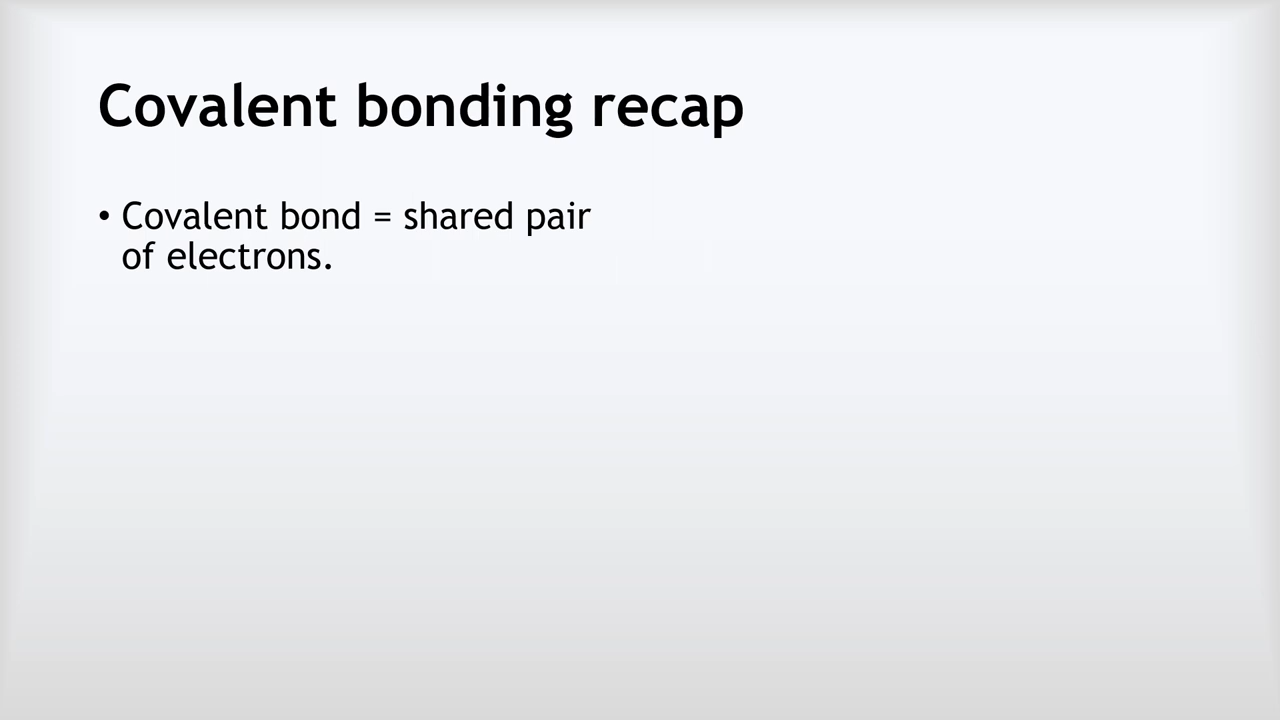 Covalent bonding recap
• Covalent bond = shared pair
of electrons.